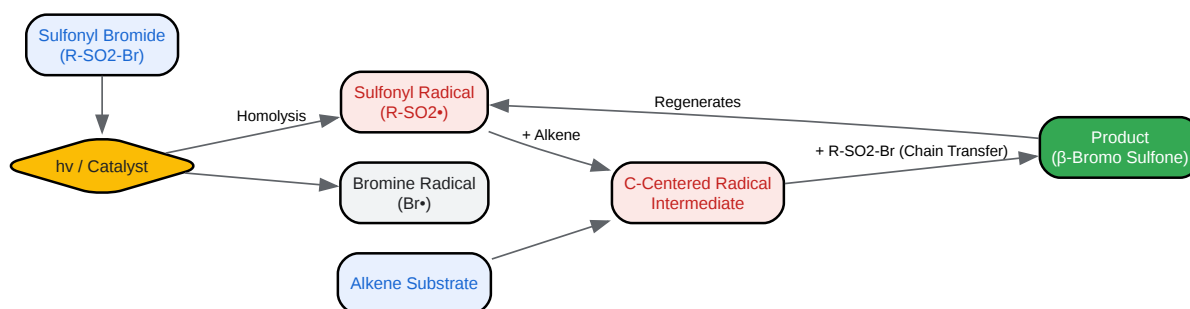 Sulfonyl Bromide
(R-SO2-Br)
hv / Catalyst
Homolysis
Sulfonyl Radical
(R-SO2•)
Bromine Radical
(Br•)
Alkene Substrate
+ Alkene
C-Centered Radical
Intermediate
Regenerates
+ R-SO2-Br (Chain Transfer)
Product
(β-Bromo Sulfone)